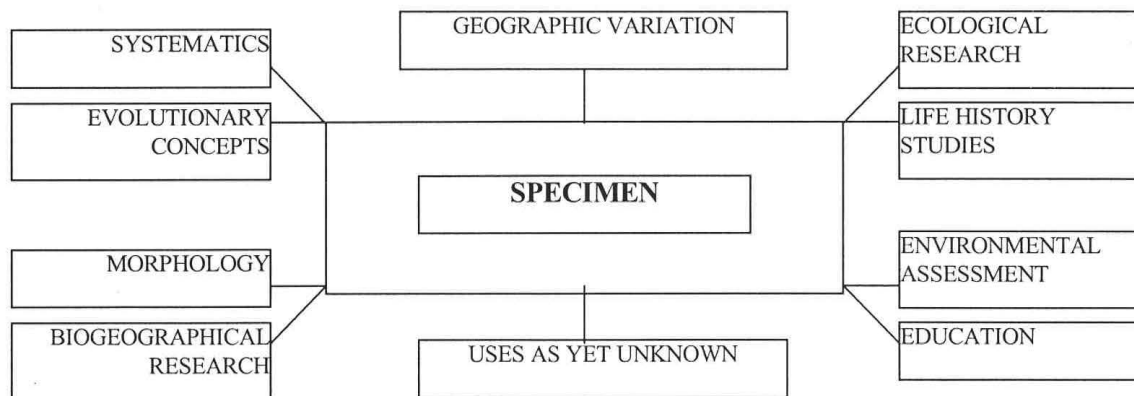 SYSTEMATICS
EVOLUTIONARY
CONCEPTS
MORPHOLOGY
BIOGEOGRAPHICAL
RESEARCH
GEOGRAPHIC VARIATION
SPECIMEN
USES AS YET UNKNOWN
ECOLOGICAL
RESEARCH
LIFE HISTORY
STUDIES
ENVIRONMENTAL
ASSESSMENT
EDUCATION